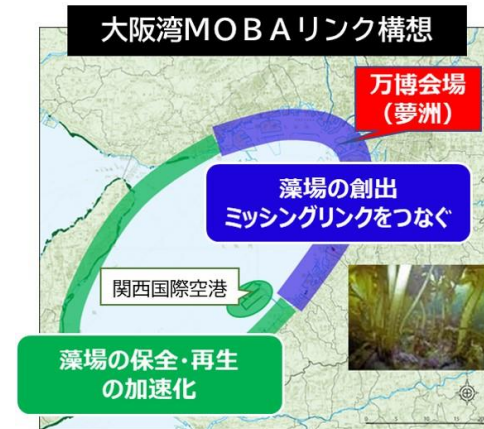 大阪湾MOBAリンク構想
万博会場
(夢洲)
藻場の創出
ミッシングリンクをつなぐ
関西国際空港
藻場の保全・再生
の加速化